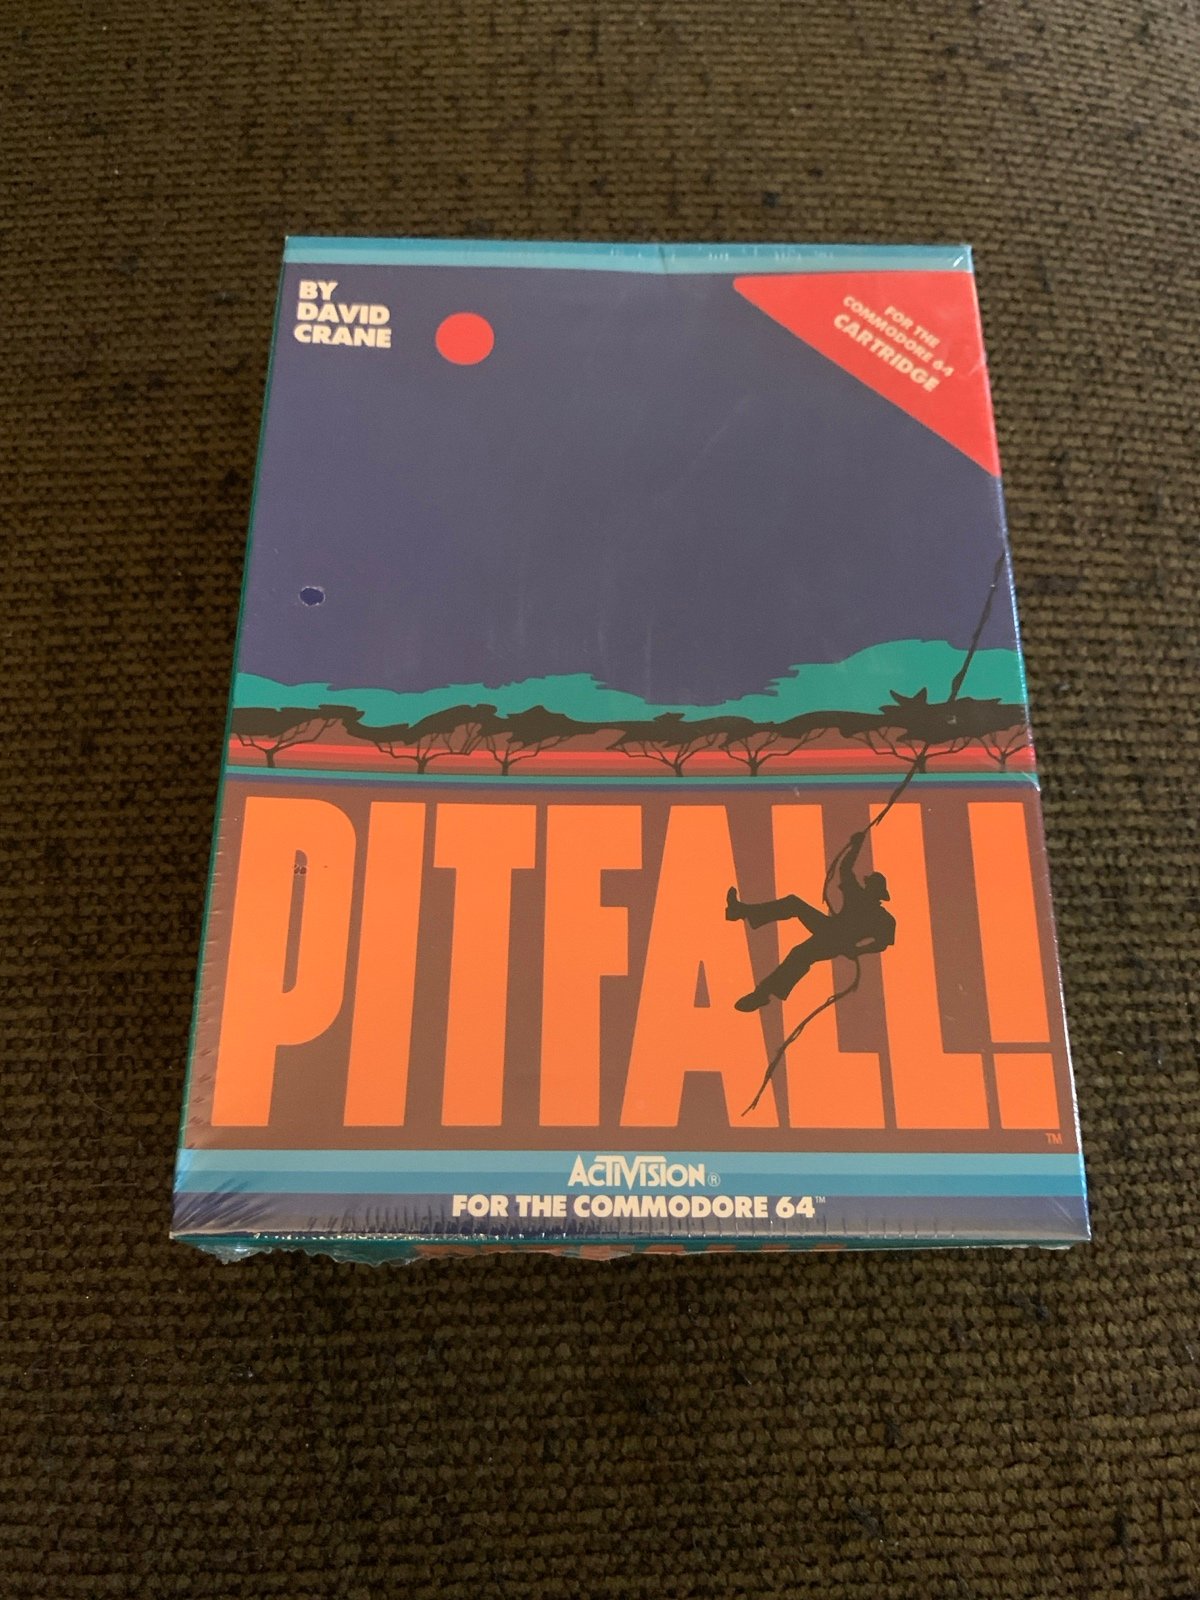 BY
DAVID
CRANE
FOR THE
COMMODORE 64
CARTRIDGE
PITFALL!
TM
ACTIVISION®
FOR THE COMMODORE 64™